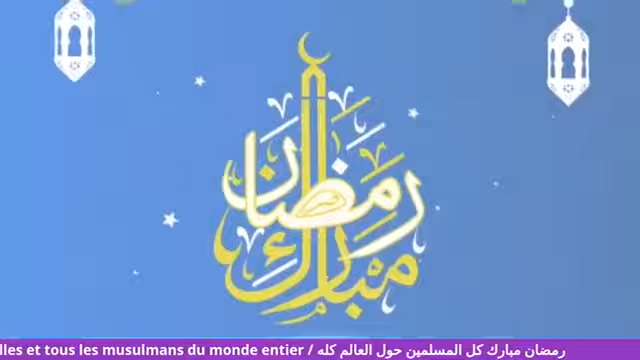 رمضان
مبارك
lles et tous les musulmans du monde entier / رمضان مبارك كل المسلمين حول العالم كله